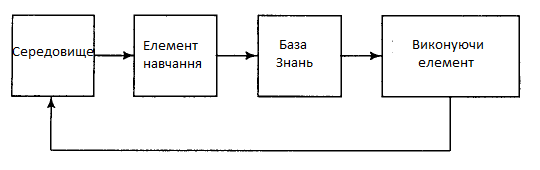 Середовище
Елемент
навчання
База
Знань
Виконуючи
елемент